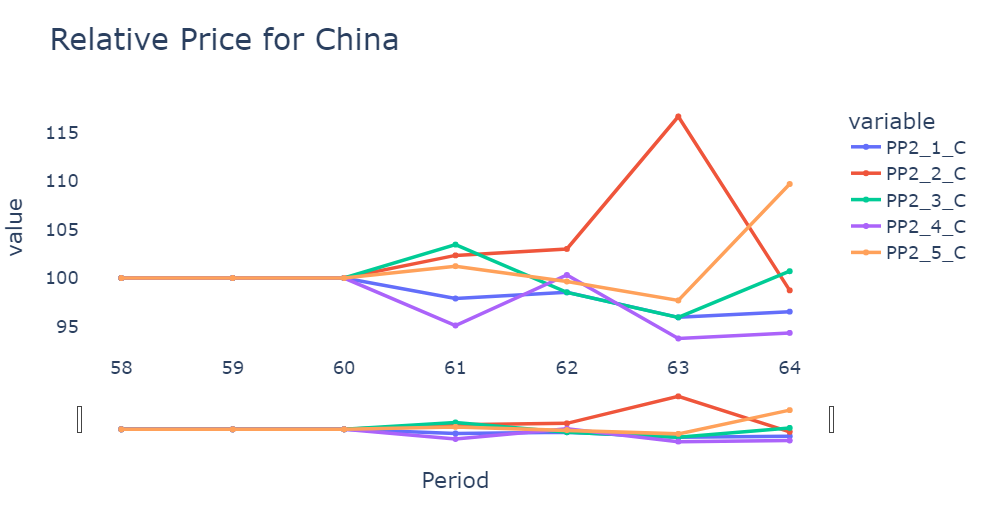 Relative Price for China
value
115
110
105
100
95
58 59 60 61 62 63 64
Period
variable
PP2_1_C
PP2_2_C
PP2_3_C
PP2_4_C
PP2_5_C